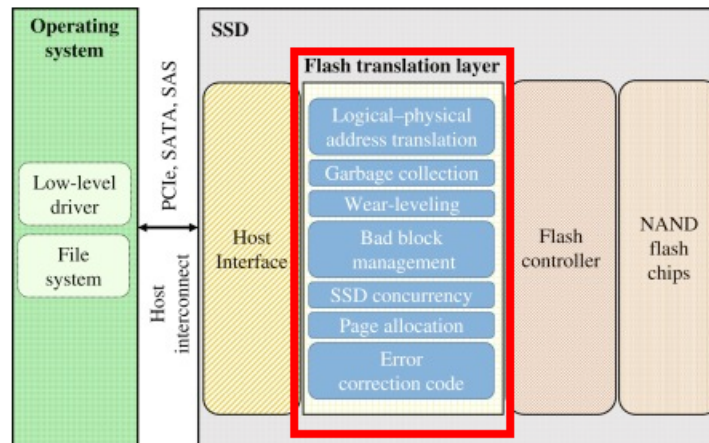 Operating
system
Low-level
driver
File
system
PCIe, SATA, SAS
Host
interconnect
SSD
Host
Interface
Flash translation layer
Logical–physical
address translation
Garbage collection
Wear-leveling
Bad block
management
SSD concurrency
Page allocation
Error
correction code
Flash
controller
NAND
flash
chips